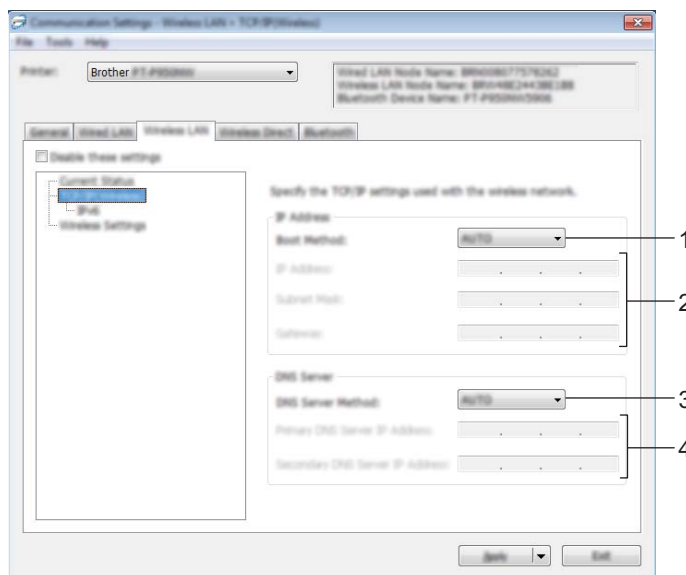 Communication Settings - Wireless LAN > TCP/IP(Wireless)
File Tools Help
Printer: Brother
Wired LAN Node Name:
Wireless LAN Node Name:
Bluetooth Device Name:
General Wired LAN Wireless LAN Wireless Direct Bluetooth
Disable these settings
Current Status
TCP/IP(Wireless)
IPv6
Wireless Settings
Specify the TCP/IP settings used with the wireless network.
IP Address
Boot Method: AUTO 1
IP Address:
Subnet Mask: 2
Gateway:
DNS Server
DNS Server Method: AUTO 3
Primary DNS Server IP Address:
4
Secondary DNS Server IP Address:
Apply Exit